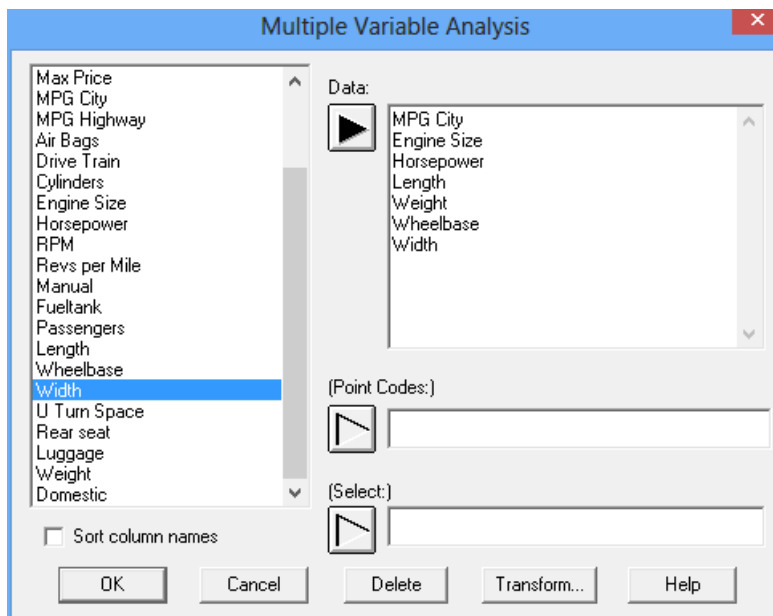 Multiple Variable Analysis
Max Price
MPG City
MPG Highway
Air Bags
Drive Train
Cylinders
Engine Size
Horsepower
RPM
Revs per Mile
Manual
Fueltank
Passengers
Length
Wheelbase
Width
U Turn Space
Rear seat
Luggage
Weight
Domestic
Sort column names
Data:
MPG City
Engine Size
Horsepower
Length
Weight
Wheelbase
Width
(Point Codes:)
(Select:)
OK
Cancel
Delete
Transform...
Help